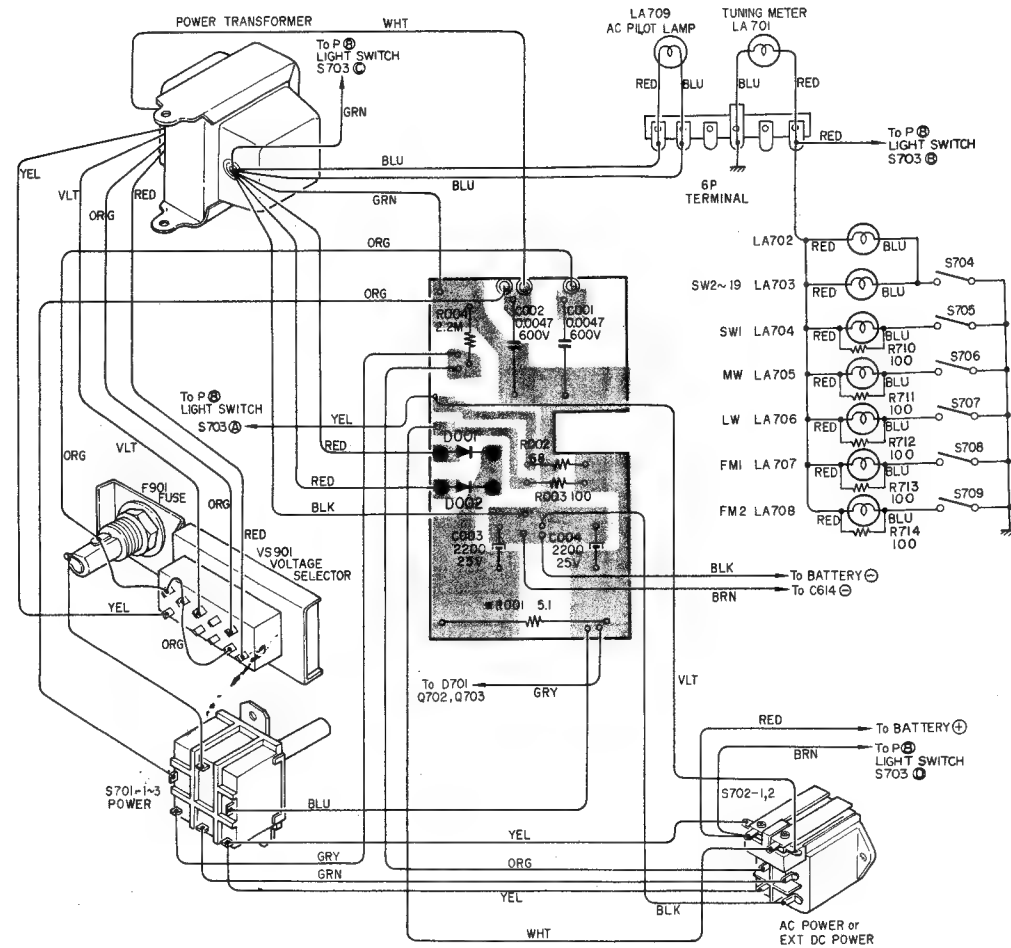 POWER TRANSFORMER
WHT
To P ⑧
LIGHT SWITCH
S703 Ⓒ
GRN
LA709
AC PILOT LAMP
TUNING METER
LA701
RED
BLU
BLU
RED
RED
To P ⑧
LIGHT SWITCH
S703 Ⓑ
BLU
BLU
6P
TERMINAL
YEL
VLT
ORG
RED
GRN
ORG
ORG
LA702
RED
BLU
SW2~19 LA703
RED
BLU
S704
SW1 LA704
RED
BLU
R710
100
S705
MW LA705
RED
BLU
R711
100
S706
LW LA706
RED
BLU
R712
100
S707
FM1 LA707
RED
BLU
R713
100
S708
FM2 LA708
RED
BLU
R714
100
S709
R004
2.2M
C002
0.0047
600V
C001
0.0047
600V
To P ⑧
LIGHT SWITCH
S703 Ⓐ
YEL
VLT
ORG
ORG
RED
RED
RED
BLK
D001
D002
R002
68
R003 100
F901
FUSE
VS901
VOLTAGE
SELECTOR
C003
2200
25V
C004
2200
25V
BLK
To BATTERY ⊖
BRN
To C614 ⊖
YEL
ORG
R001 5.1
To D701
Q702, Q703
GRY
VLT
RED
To BATTERY ⊕
BRN
To P ⑧
LIGHT SWITCH
S703 Ⓓ
S701-1~3
POWER
BLU
S702-1,2
YEL
GRY
ORG
GRN
YEL
BLK
WHT
AC POWER or
EXT DC POWER